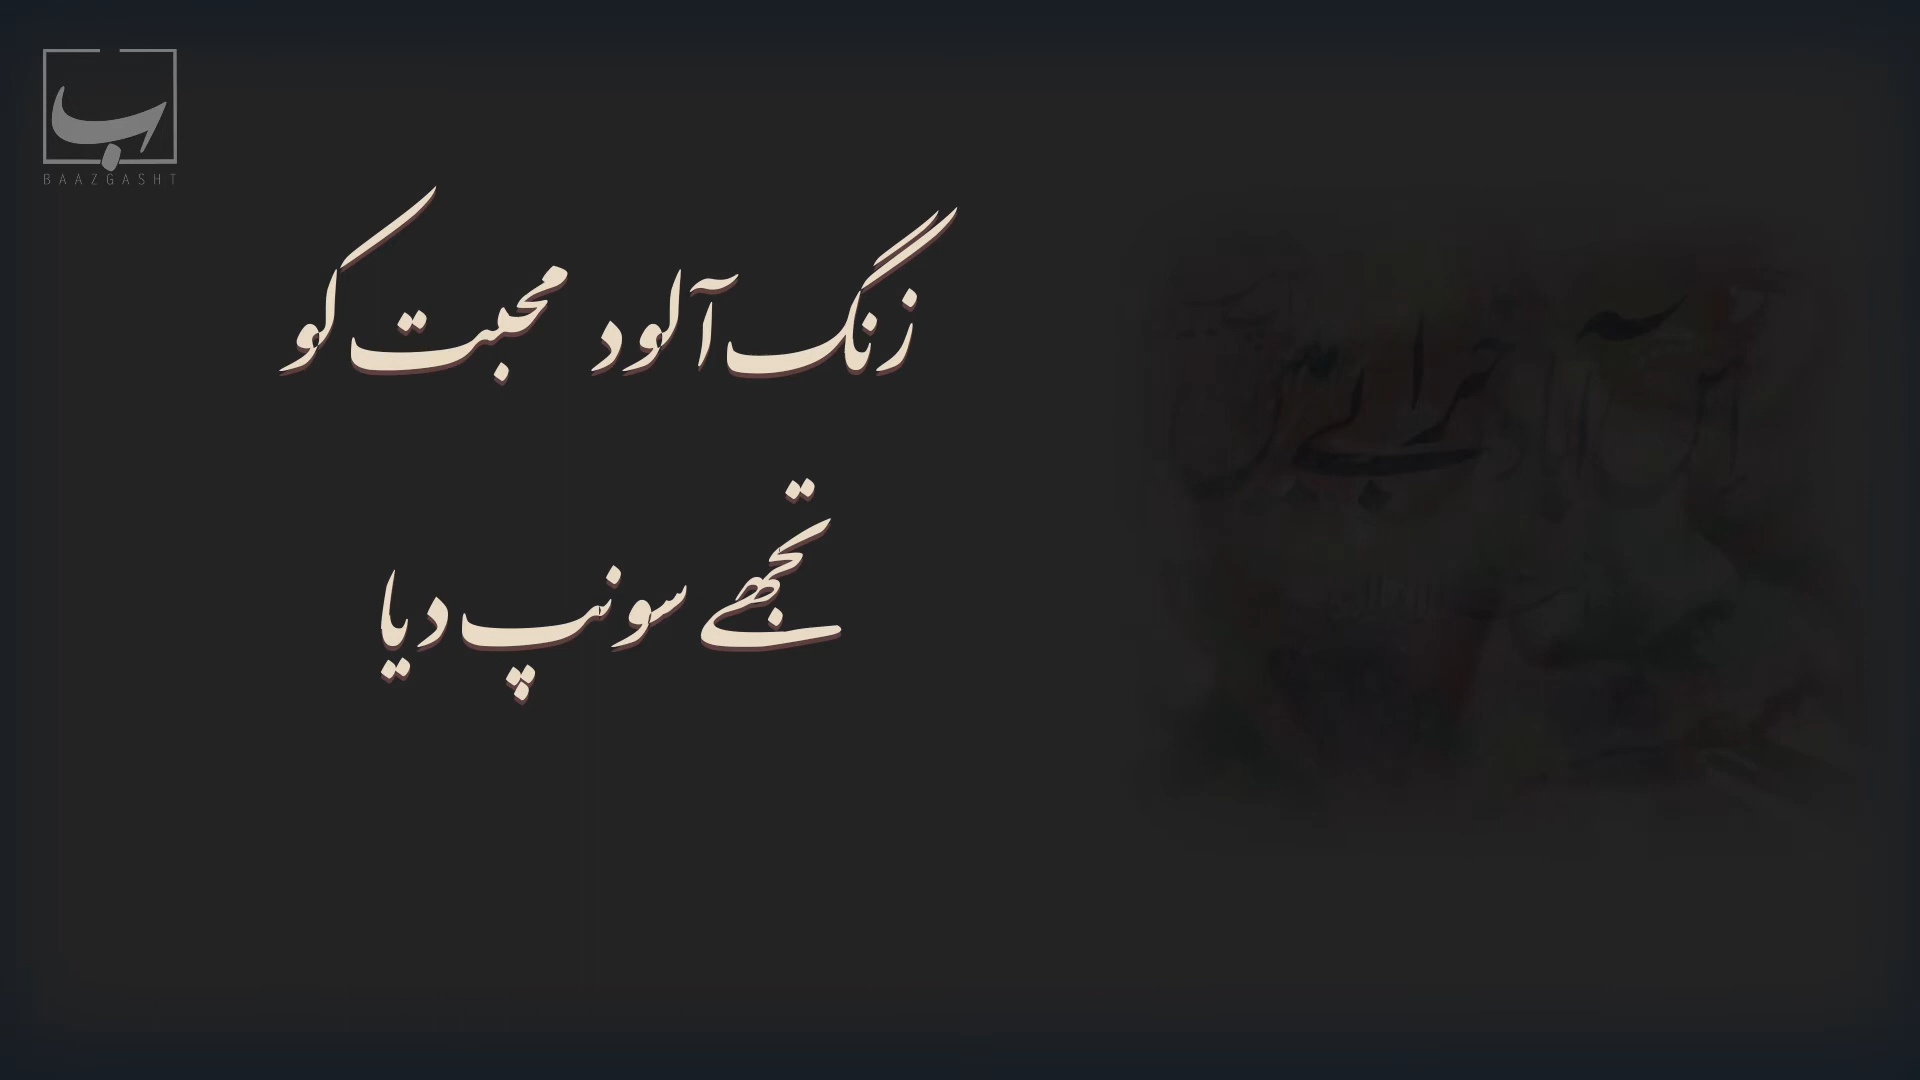 ب
BAAZGASHT
زنگ آلود محبت کو
تجھے سونپ دیا